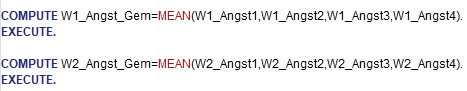 COMPUTE W1_Angst_Gem=MEAN(W1_Angst1,W1_Angst2,W1_Angst3,W1_Angst4).
EXECUTE.
COMPUTE W2_Angst_Gem=MEAN(W2_Angst1,W2_Angst2,W2_Angst3,W2_Angst4).
EXECUTE.